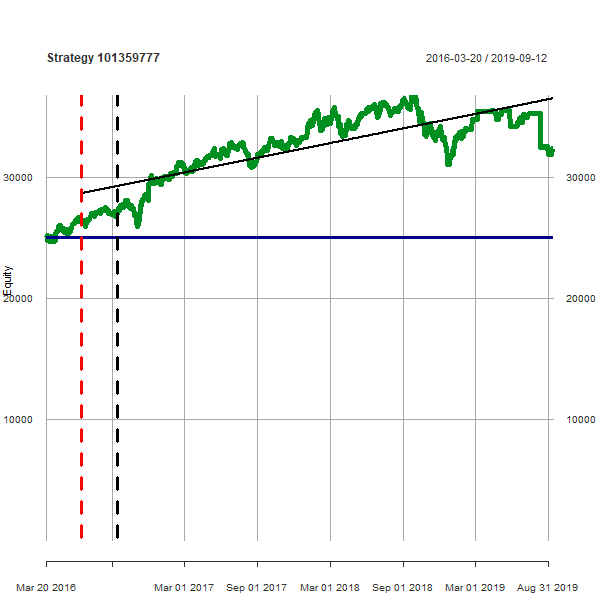 Strategy 101359777
2016-03-20 / 2019-09-12
30000
30000
Equity
20000
20000
10000
10000
Mar 20 2016
Mar 01 2017
Sep 01 2017
Mar 01 2018
Sep 01 2018
Mar 01 2019
Aug 31 2019